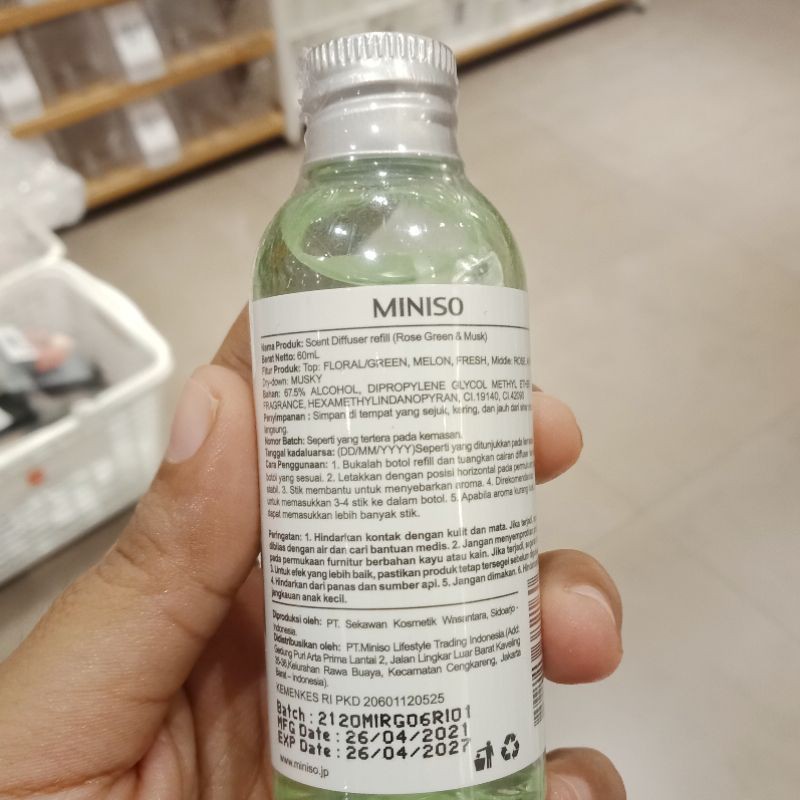 MINISO
Nama Produk: Scent Diffuser refill (Rose Green & Musk)
Berat Netto: 60mL
Fitur Produk: Top: FLORAL/GREEN, MELON, FRESH, Middle: ROSE,
Dry-down: MUSKY
Bahan: 67.5% ALCOHOL, DIPROPYLENE GLYCOL METHYL ETHER
FRAGRANCE, HEXAMETHYLINDANOPYRAN, CI.19140, CI.42090
Penyimpanan : Simpan di tempat yang sejuk, kering, dan jauh dari
langsung.
Nomor Batch: Seperti yang tertera pada kemasan.
Tanggal kadaluarsa: (DD/MM/YYYY)Seperti yang ditunjukkan pada
Cara Penggunaan: 1. Bukalah botol refill dan tuangkan cairan diffuser
botol yang sesuai. 2. Letakkan dengan posisi horizontal pada
stabil. 3. Stik membantu untuk menyebarkan aroma. 4.
untuk memasukkan 3-4 stik ke dalam botol. 5. Apabila aroma kurang
dapat memasukkan lebih banyak stik.
Peringatan: 1. Hindarkan kontak dengan kulit dan mata. Jika terjadi,
dibilas dengan air dan cari bantuan medis. 2. Jangan
pada permukaan furnitur berbahan kayu atau kain. Jika terjadi,
3. Untuk efek yang lebih baik, pastikan produk tetap tersegel sebelum
4. Hindarkan dari panas dan sumber api. 5. Jangan dimakan. 6.
jangkauan anak kecil.
Diproduksi oleh: PT. Sekawan Kosmetik Wasantara, Sidoarjo -
Indonesia.
Didistribusikan oleh: PT.Miniso Lifestyle Trading Indonesia.(Add:
Gedung Puri Arta Prima Lantai 2, Jalan Lingkar Luar Barat Kaveling
35-36,Kelurahan Rawa Buaya, Kecamatan Cengkareng, Jakarta
Barat – Indonesia).
KEMENKES RI PKD 20601120525
Batch : 2120MIRG06RI01
MFG Date : 26/04/2021
EXP Date : 26/04/2027
www.miniso.jp